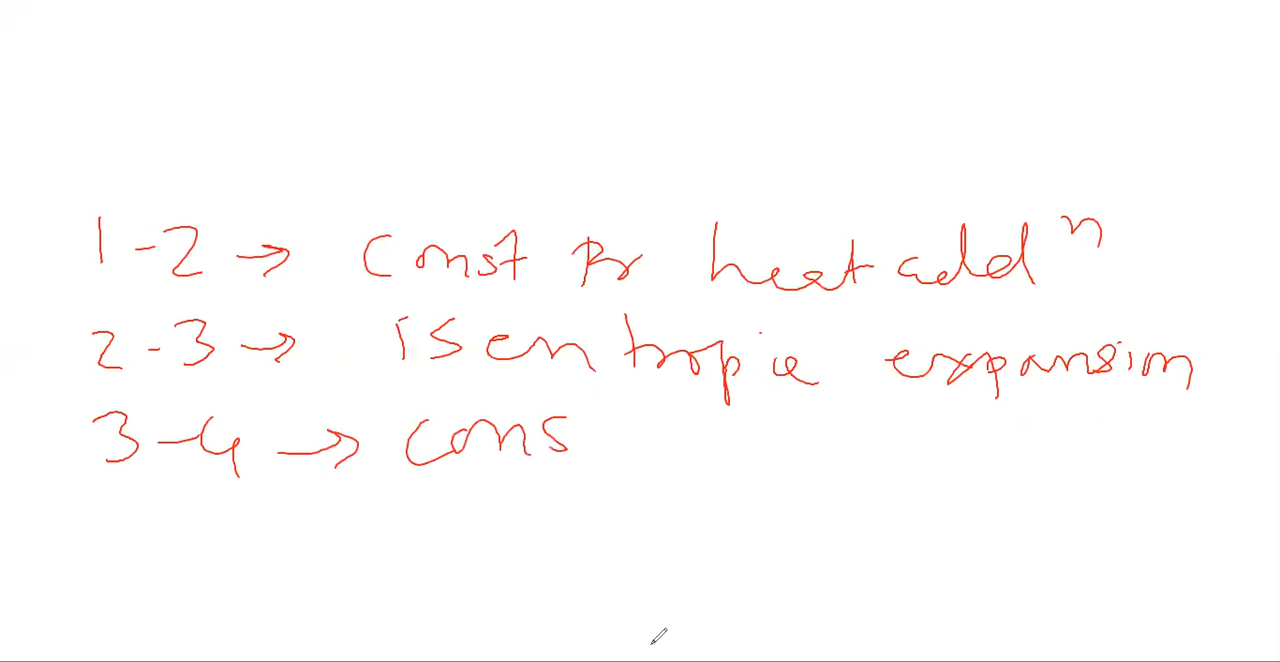 1-2 → const Pr heat addⁿ
2-3 → isentropic expansion
3-4 → cons